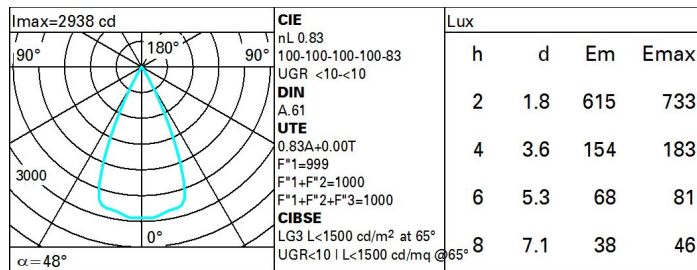 Imax=2938 cd
90° 180° 90°
3000
0°
α=48°
CIE
nL 0.83
100-100-100-100-83
UGR <10-<10
DIN
A.61
UTE
0.83A+0.00T
F"1=999
F"1+F"2=1000
F"1+F"2+F"3=1000
CIBSE
LG3 L<1500 cd/m² at 65°
UGR<10 | L<1500 cd/mq @65°
Lux
h d Em Emax
2 1.8 615 733
4 3.6 154 183
6 5.3 68 81
8 7.1 38 46